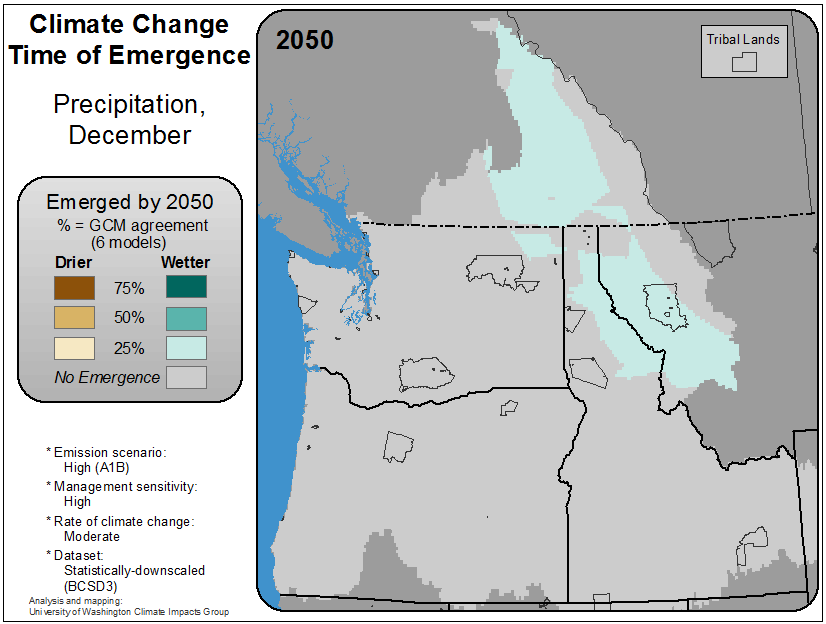 Climate Change
Time of Emergence
Precipitation,
December
Emerged by 2050
% = GCM agreement
(6 models)
Drier Wetter
75%
50%
25%
No Emergence
* Emission scenario:
High (A1B)
* Management sensitivity:
High
* Rate of climate change:
Moderate
* Dataset:
Statistically-downscaled
(BCSD3)
Analysis and mapping:
University of Washington Climate Impacts Group
2050
Tribal Lands